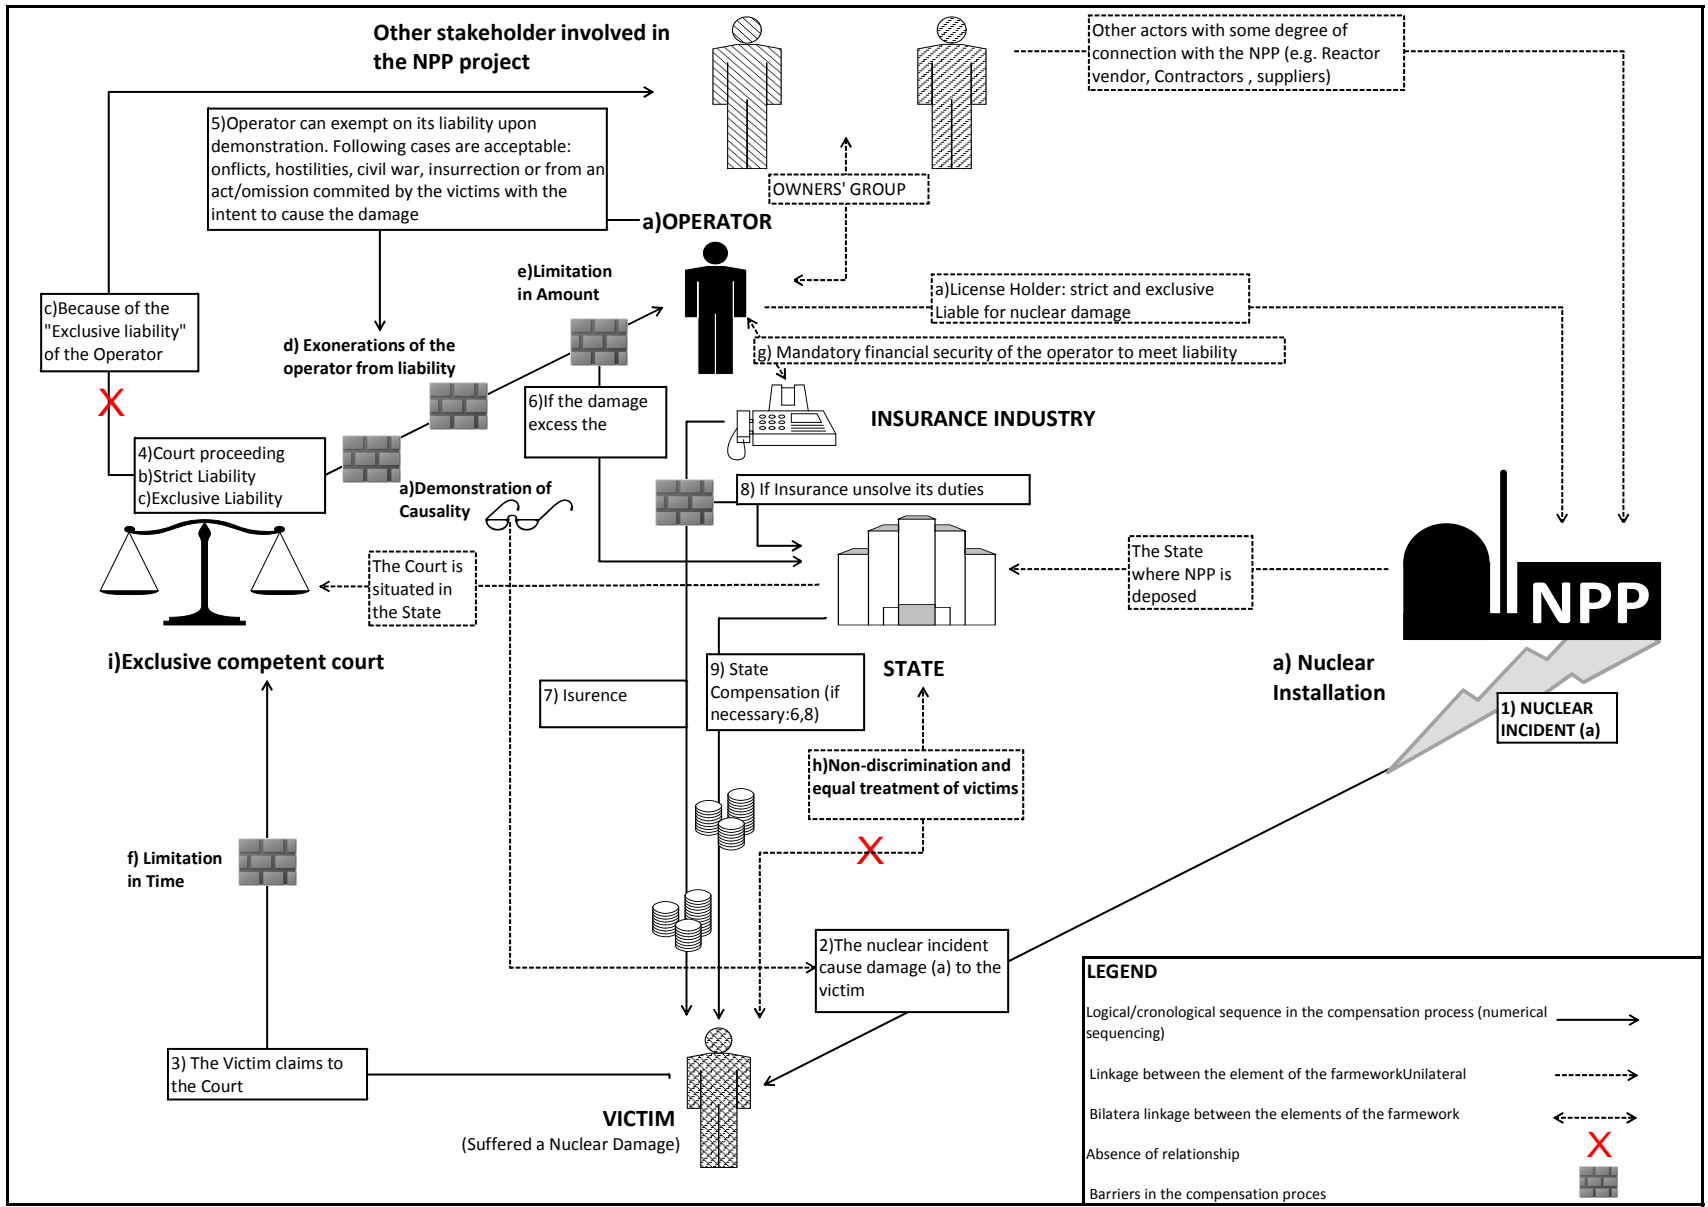 Other stakeholder involved in
the NPP project
Other actors with some degree of
connection with the NPP (e.g. Reactor
vendor, Contractors , suppliers)
5)Operator can exempt on its liability upon
demonstration. Following cases are acceptable:
onflicts, hostilities, civil war, insurrection or from an
act/omission commited by the victims with the
intent to cause the damage
OWNERS' GROUP
a)OPERATOR
e)Limitation
in Amount
a)License Holder: strict and exclusive
Liable for nuclear damage
c)Because of the
"Exclusive liability"
of the Operator
d) Exonerations of the
operator from liability
g) Mandatory financial security of the operator to meet liability
6)If the damage
excess the
INSURANCE INDUSTRY
4)Court proceeding
b)Strict Liability
c)Exclusive Liability
a)Demonstration of
Causality
8) If Insurance unsolve its duties
The Court is
situated in
the State
The State
where NPP is
deposed
NPP
i)Exclusive competent court
7) Isurence
9) State
Compensation (if
necessary:6,8)
STATE
a) Nuclear
Installation
1) NUCLEAR
INCIDENT (a)
h)Non-discrimination and
equal treatment of victims
f) Limitation
in Time
2)The nuclear incident
cause damage (a) to the
victim
3) The Victim claims to
the Court
VICTIM
(Suffered a Nuclear Damage)
LEGEND
Logical/cronological sequence in the compensation process (numerical
sequencing)
Linkage between the element of the farmeworkUnilateral
Bilatera linkage between the elements of the farmework
Absence of relationship
Barriers in the compensation proces